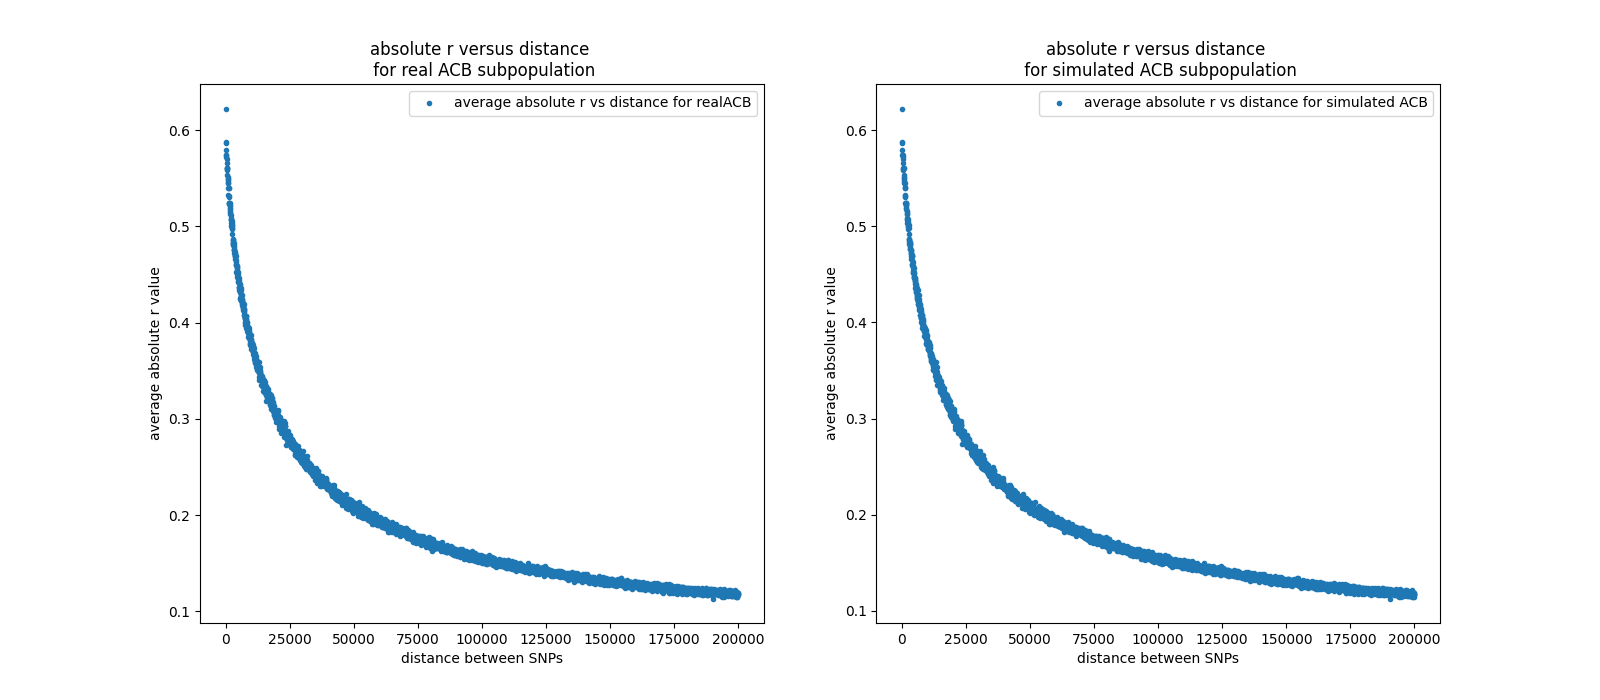 absolute r versus distance
for real ACB subpopulation
average absolute r vs distance for realACB
0.6
0.5
0.4
0.3
0.2
0.1
average absolute r value
0 25000 50000 75000 100000 125000 150000 175000 200000
distance between SNPs
absolute r versus distance
for simulated ACB subpopulation
average absolute r vs distance for simulated ACB
0.6
0.5
0.4
0.3
0.2
0.1
average absolute r value
0 25000 50000 75000 100000 125000 150000 175000 200000
distance between SNPs